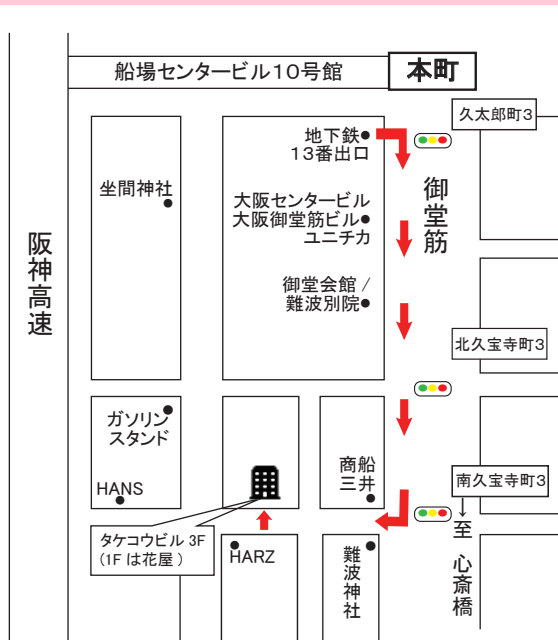 船場センタービル１０号館
本町
久太郎町3
地下鉄●
１３番出口
坐間神社
大阪センタービル
大阪御堂筋ビル●
ユニチカ
御堂筋
阪神高速
御堂会館 /
難波別院●
北久宝寺町3
ガソリン
スタンド
HANS
商船
三井
南久宝寺町3
↓
至 心斎橋
タケコウビル 3F
(1F は花屋 )
HARZ
難波神社